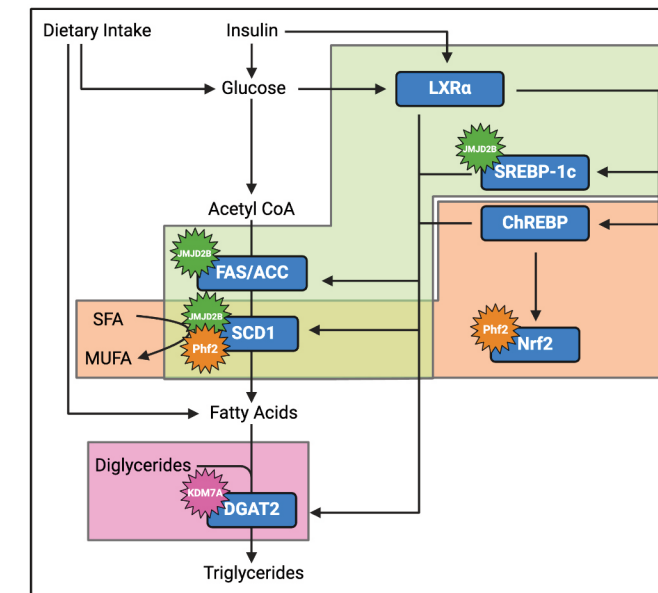 Dietary Intake
Insulin
Glucose
LXRα
JMJD2B
SREBP-1c
Acetyl CoA
ChREBP
JMJD2B
FAS/ACC
SFA
JMJD2B
SCD1
Phf2
MUFA
Phf2
Nrf2
Fatty Acids
Diglycerides
KDM7A
DGAT2
Triglycerides